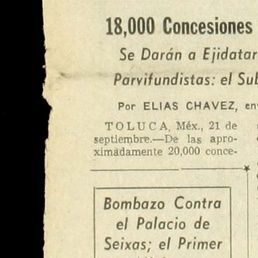 18,000 Concesiones
Se Darán a Ejidatar
Parvifundistas: el Sub
Por ELIAS CHAVEZ, en
TOLUCA, Méx., 21 de
septiembre.—De las apro-
ximadamente 20,000 conce-
Bombazo Contra
el Palacio de
Seixas; el Primer